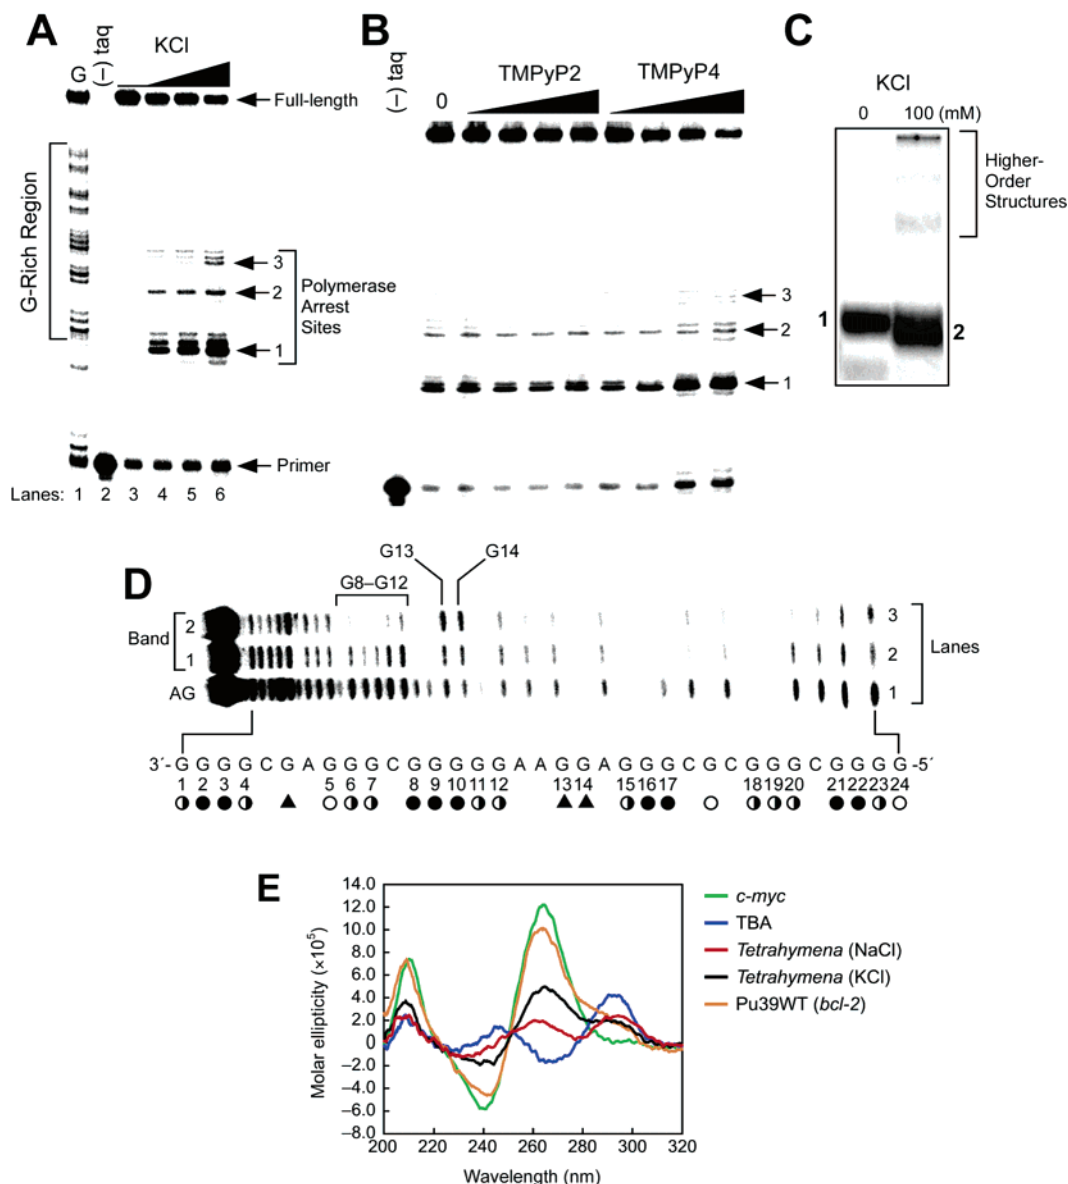 A
G
(–) taq
KCl
Full-length
G-Rich Region
3
2
1
Polymerase
Arrest
Sites
Primer
Lanes: 1 2 3 4 5 6
B
(–) taq
0
TMPyP2
TMPyP4
3
2
1
C
KCl
0 100 (mM)
Higher-
Order
Structures
1
2
D
G13
G14
G8–G12
Band
2
1
AG
3
2
1
Lanes
3´- G G G G C G A G G G C G G G G G A A G G A G G G C G C G G G C G G G G -5´
1 2 3 4 5 6 7 8 9 10 11 12 13 14 15 16 17 18 19 20 21 22 23 24
E
14.0
12.0
10.0
8.0
6.0
4.0
2.0
0
–2.0
–4.0
–6.0
–8.0
Molar ellipticity (×10⁵)
200 220 240 260 280 300 320
Wavelength (nm)
c-myc
TBA
Tetrahymena (NaCl)
Tetrahymena (KCl)
Pu39WT (bcl-2)